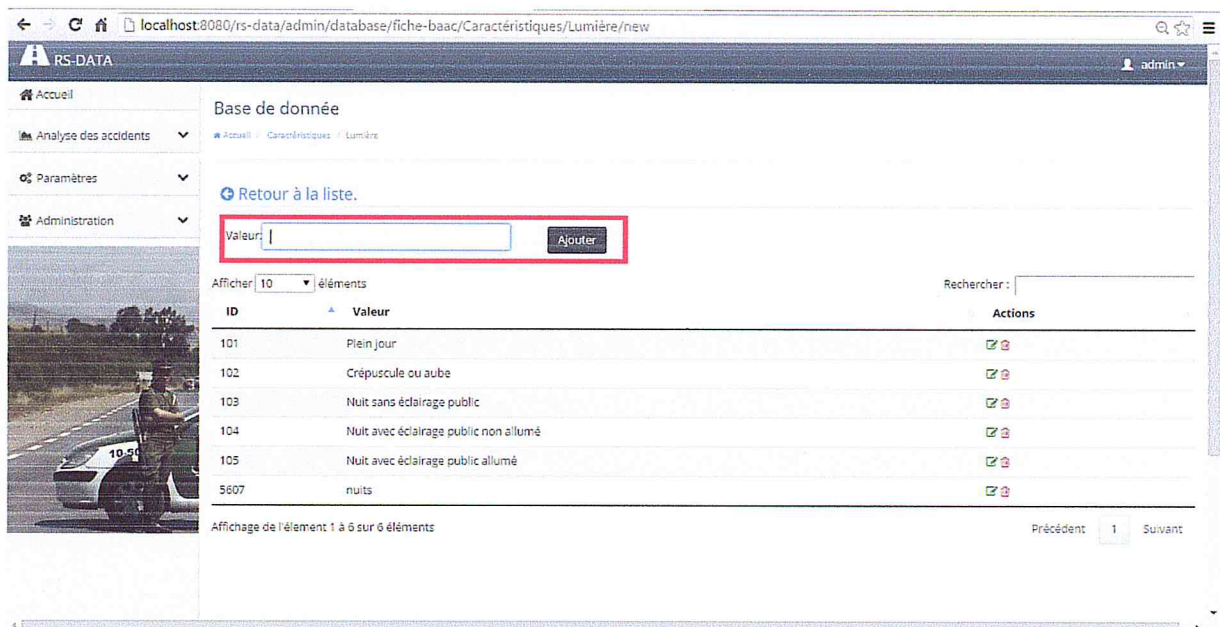 localhost:8080/rs-data/admin/database/fiche-baac/Caractéristiques/Lumière/new
RS-DATA
admin
Accueil
Analyse des accidents
Paramètres
Administration
Base de donnée
Accueil / Caractéristiques / Lumière
Retour à la liste.
Valeur:
Ajouter
Afficher 10 éléments
Rechercher :
ID Valeur Actions
101 Plein jour
102 Crépuscule ou aube
103 Nuit sans éclairage public
104 Nuit avec éclairage public non allumé
105 Nuit avec éclairage public allumé
5607 nuits
Affichage de l'élement 1 à 6 sur 6 éléments
Précédent 1 Suivant